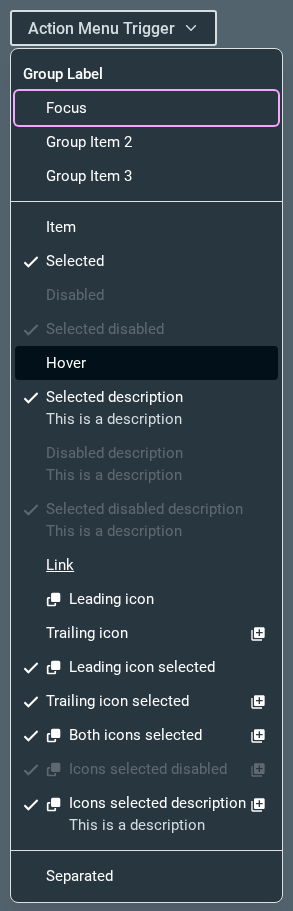 Action Menu Trigger
Group Label
Focus
Group Item 2
Group Item 3
Item
Selected
Disabled
Selected disabled
Hover
Selected description
This is a description
Disabled description
This is a description
Selected disabled description
This is a description
Link
Leading icon
Trailing icon
Leading icon selected
Trailing icon selected
Both icons selected
Icons selected disabled
Icons selected description
This is a description
Separated